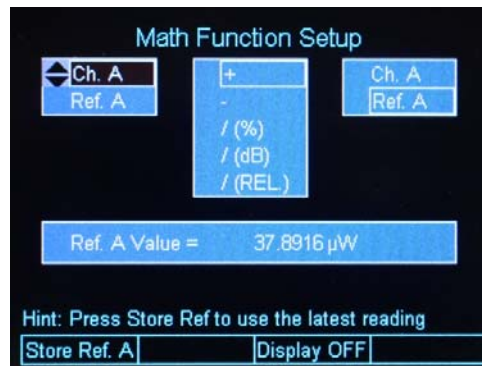 Math Function Setup
Ch. A
Ref. A
+
-
/ (%)
/ (dB)
/ (REL.)
Ch. A
Ref. A
Ref. A Value = 37.8916 µW
Hint: Press Store Ref to use the latest reading
Store Ref. A Display OFF